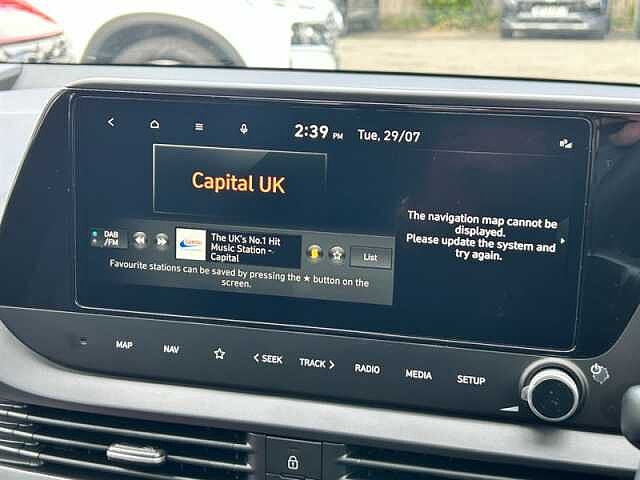 2:39 PM Tue, 29/07
Capital UK
DAB
/FM
The UK's No.1 Hit
Music Station -
Capital
List
Favourite stations can be saved by pressing the ★ button on the
screen.
The navigation map cannot be
displayed.
Please update the system and
try again.
MAP NAV ☆ < SEEK TRACK > RADIO MEDIA SETUP